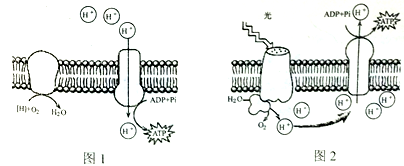 H⁺
H⁺
H⁺
[H]+O₂
H₂O
ADP+Pi
H⁺
ATP
图1
光
ADP+Pi
ATP
H⁺
H₂O
O₂
H⁺
H⁺
H⁺
H⁺
H⁺
H⁺
图2